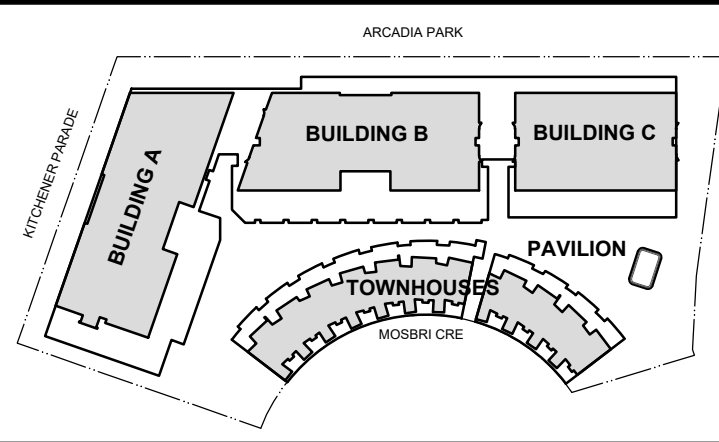 ARCADIA PARK
KITCHENER PARADE
BUILDING A
BUILDING B
BUILDING C
PAVILION
TOWNHOUSES
MOSBRI CRE